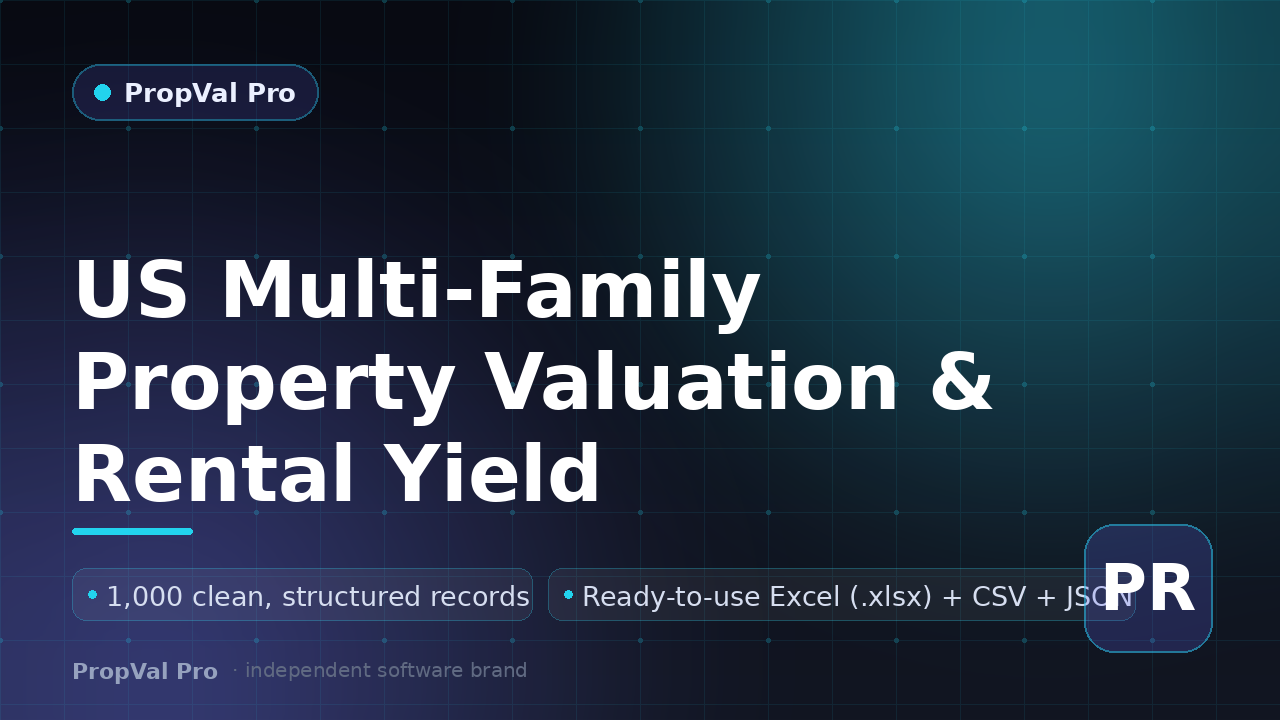 PropVal Pro
US Multi-Family
Property Valuation &
Rental Yield
1,000 clean, structured records
Ready-to-use Excel (.xlsx) + CSV + JSON
PR
PropVal Pro · independent software brand